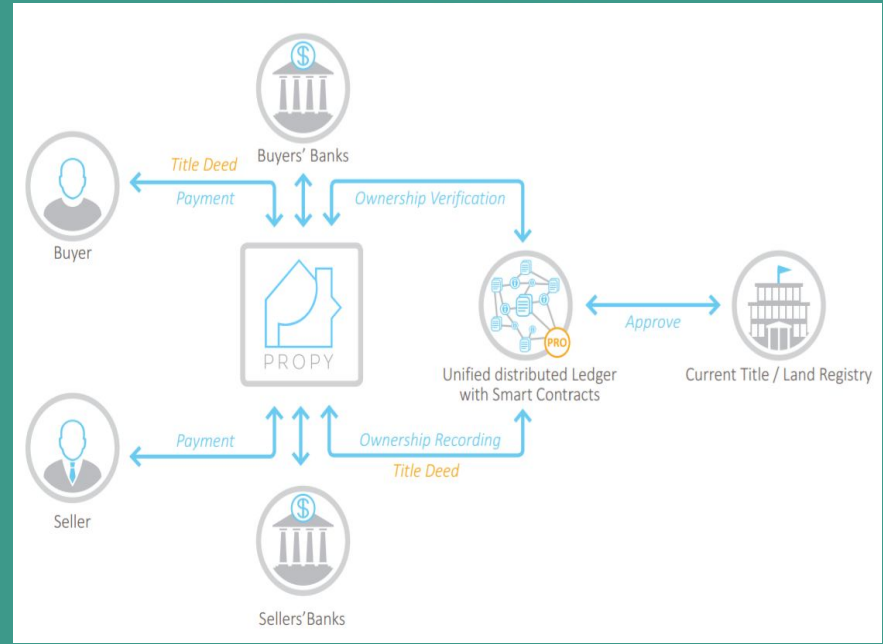 $
Buyers' Banks
Title Deed
Payment
Ownership Verification
Buyer
PROPY
PRO
Approve
Unified distributed Ledger
with Smart Contracts
Current Title / Land Registry
Payment
Ownership Recording
Title Deed
Seller
$
Sellers'Banks